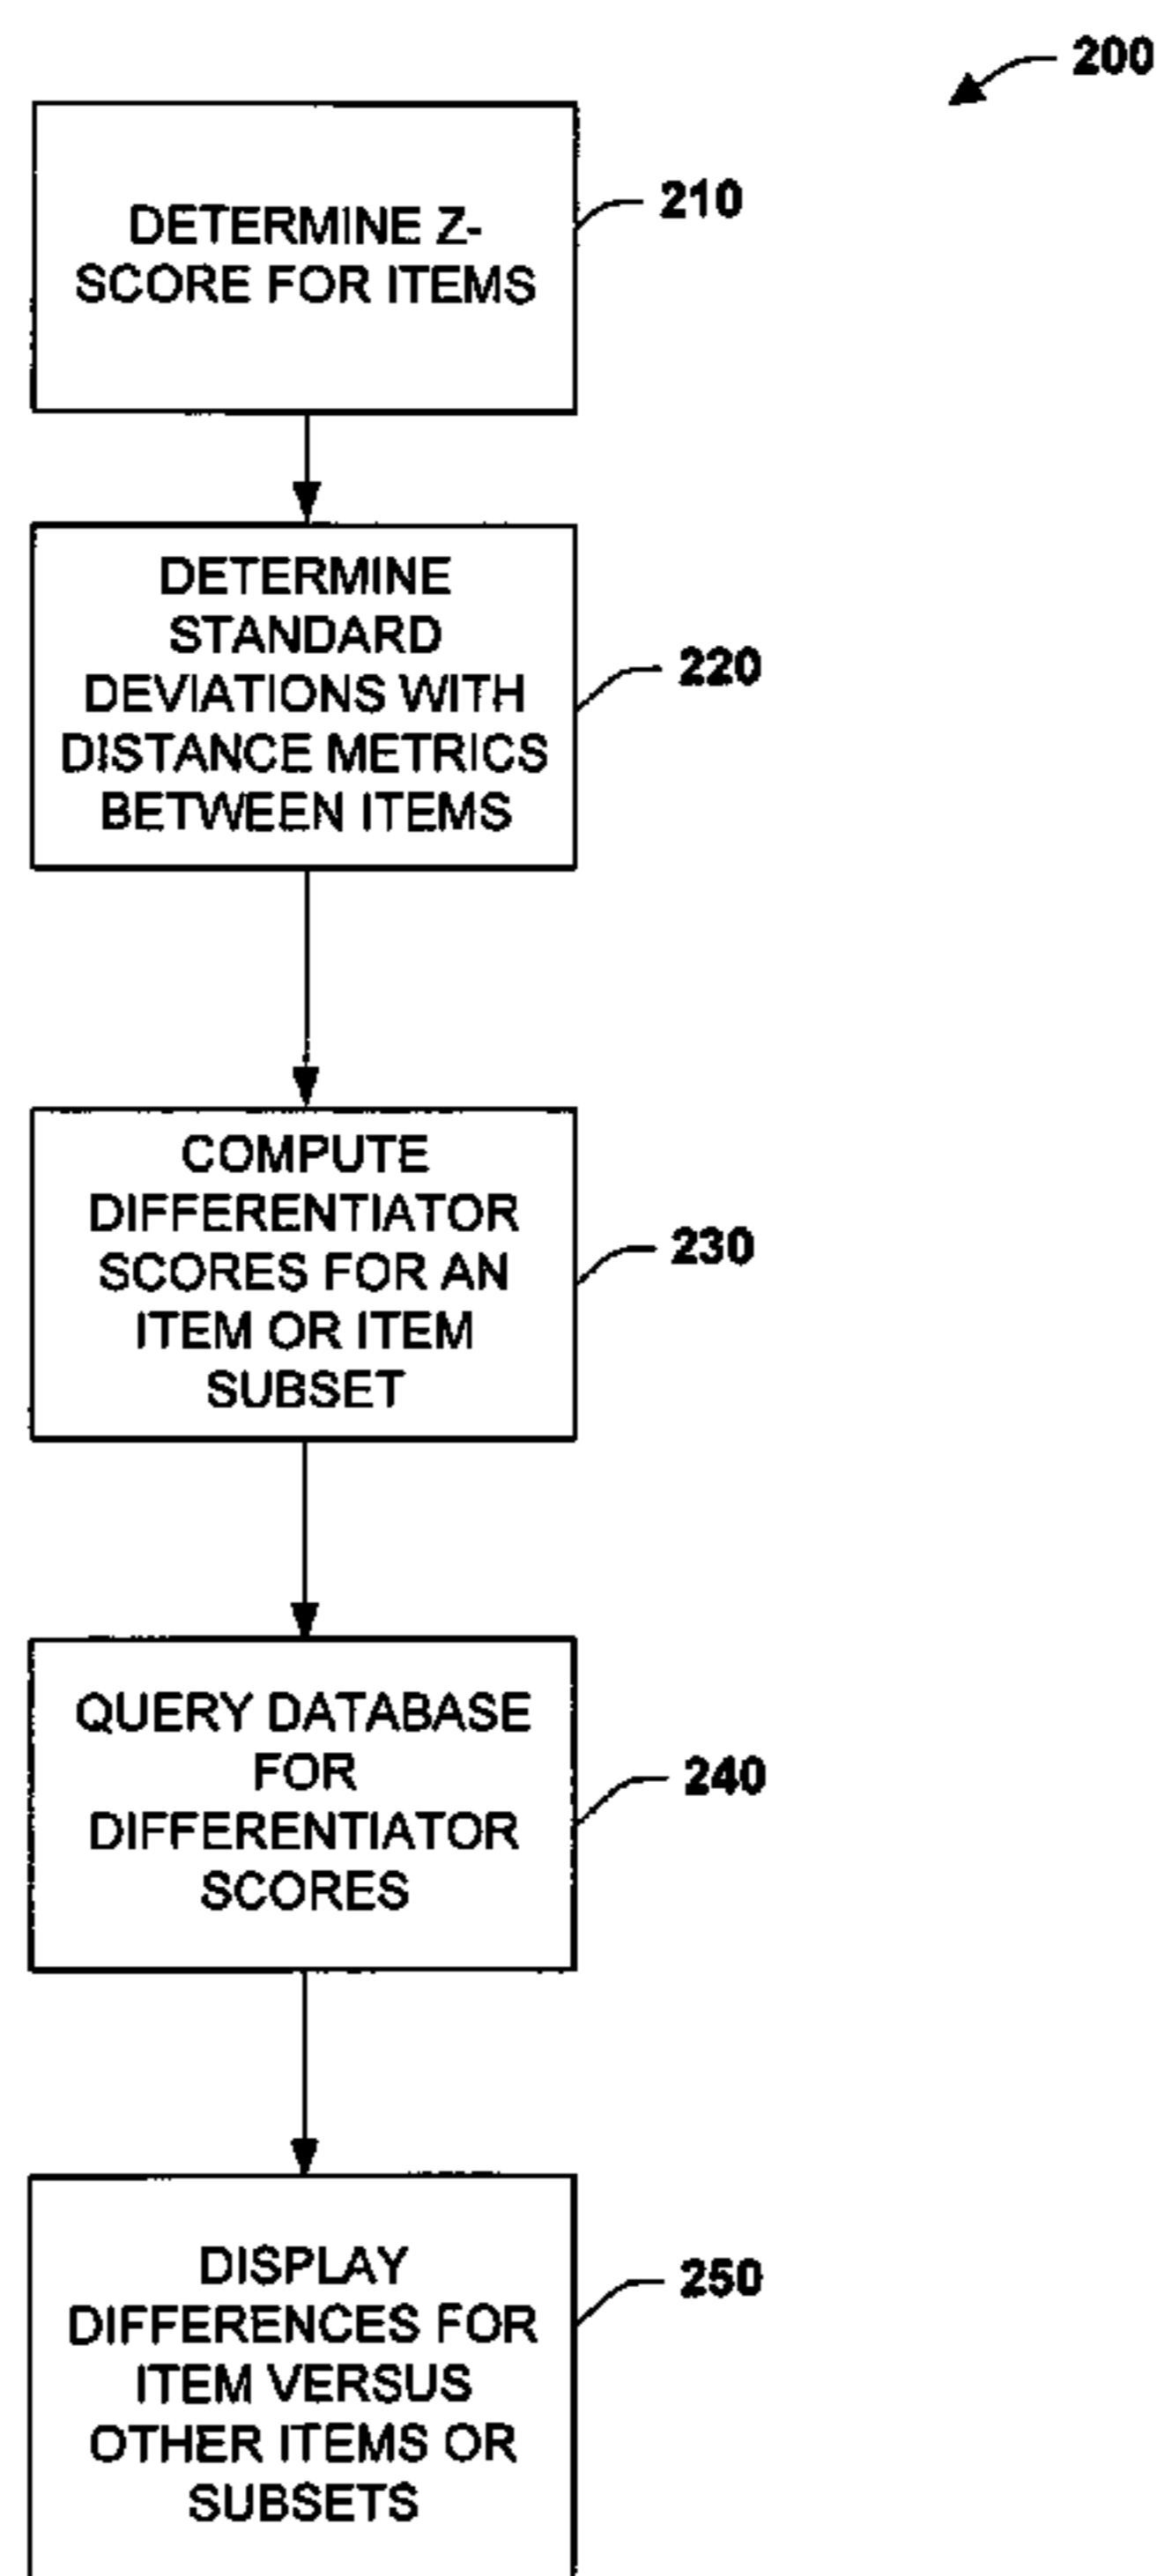 200
DETERMINE Z-
SCORE FOR ITEMS
210
DETERMINE
STANDARD
DEVIATIONS WITH
DISTANCE METRICS
BETWEEN ITEMS
220
COMPUTE
DIFFERENTIATOR
SCORES FOR AN
ITEM OR ITEM
SUBSET
230
QUERY DATABASE
FOR
DIFFERENTIATOR
SCORES
240
DISPLAY
DIFFERENCES FOR
ITEM VERSUS
OTHER ITEMS OR
SUBSETS
250